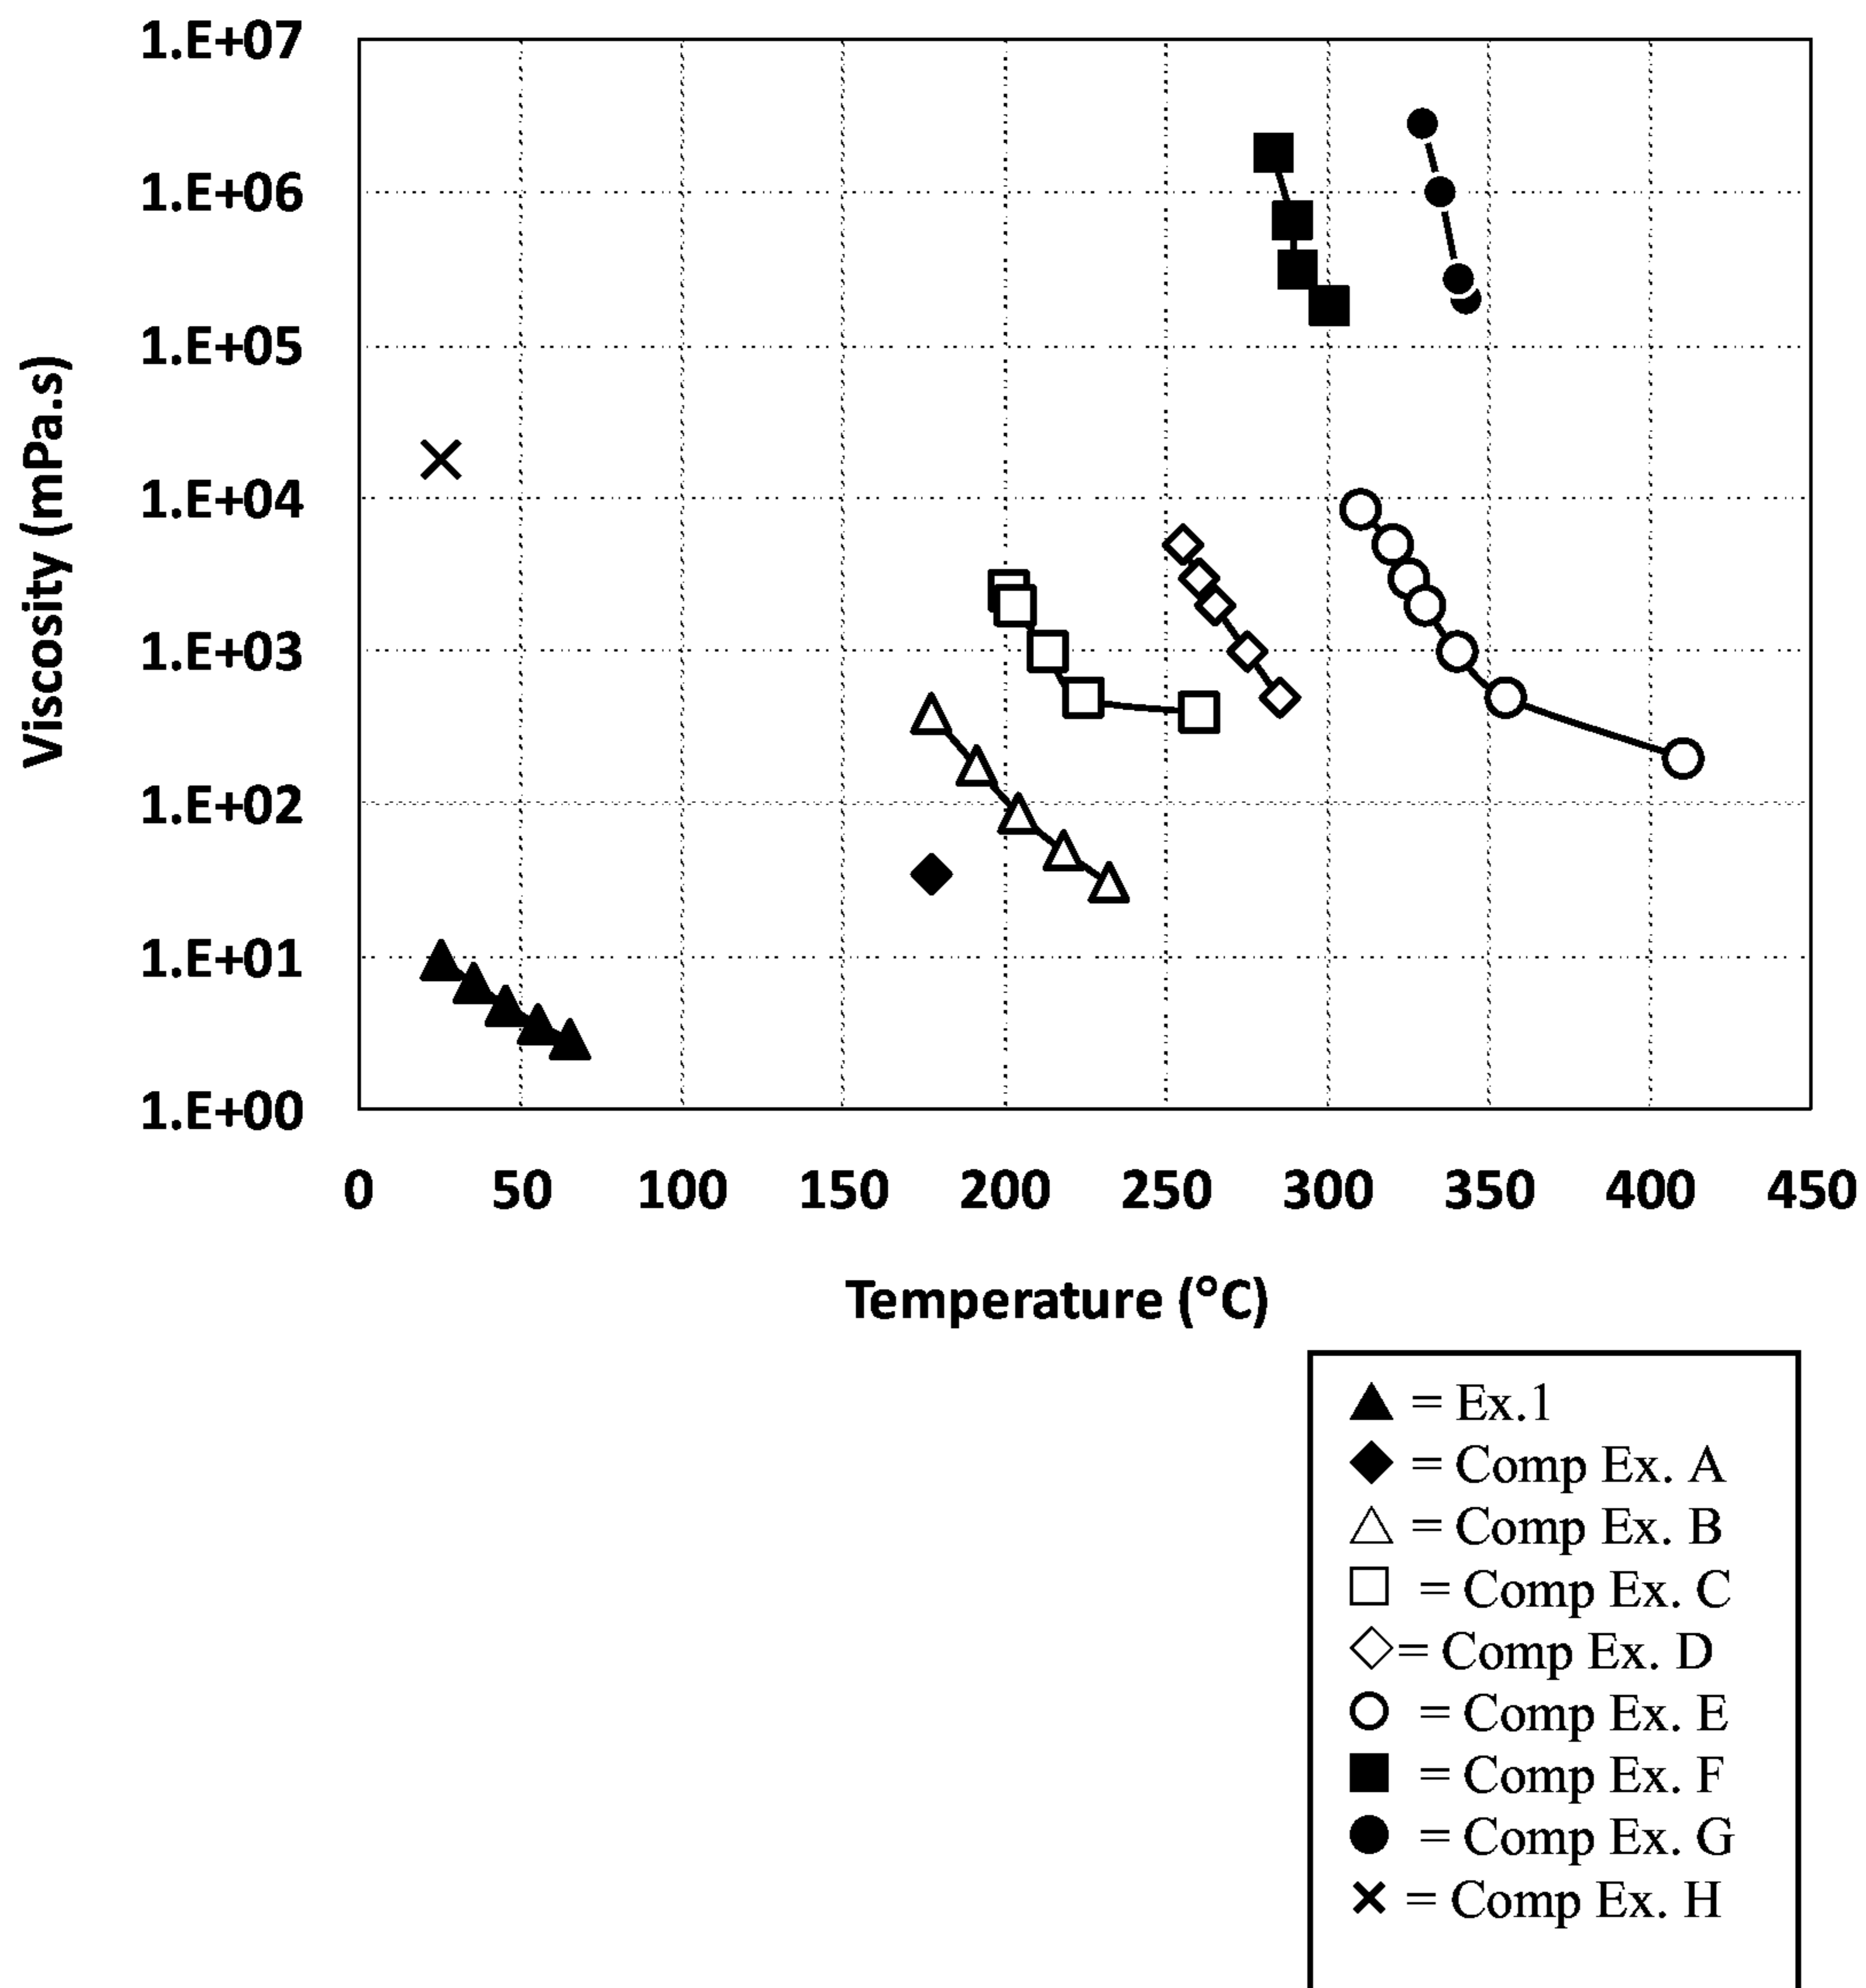 1.E+07
1.E+06
1.E+05
1.E+04
1.E+03
1.E+02
1.E+01
1.E+00
Viscosity (mPa.s)
0 50 100 150 200 250 300 350 400 450
Temperature (°C)
= Ex.1
= Comp Ex. A
= Comp Ex. B
= Comp Ex. C
= Comp Ex. D
= Comp Ex. E
= Comp Ex. F
= Comp Ex. G
= Comp Ex. H